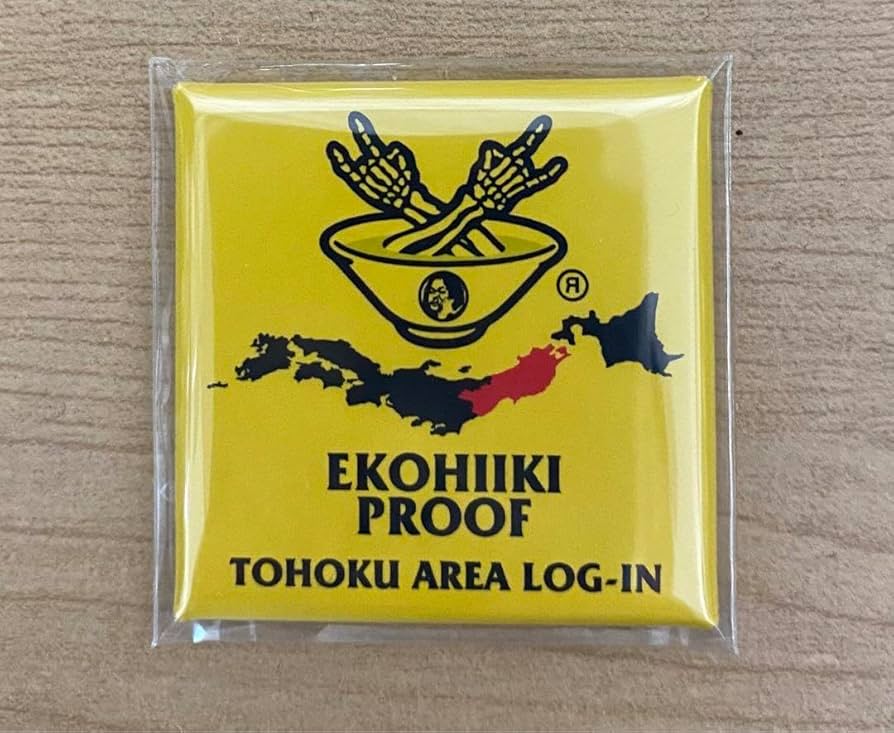 Ⓡ
EKOHIIKI
PROOF
TOHOKU AREA LOG-IN